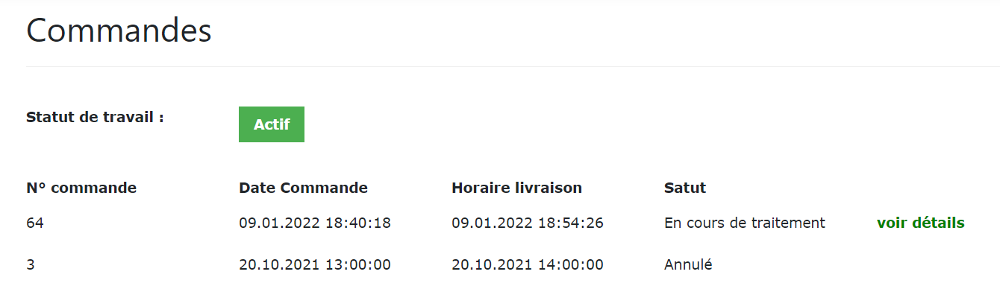 Commandes
Statut de travail : Actif
N° commande Date Commande Horaire livraison Satut
64 09.01.2022 18:40:18 09.01.2022 18:54:26 En cours de traitement voir détails
3 20.10.2021 13:00:00 20.10.2021 14:00:00 Annulé